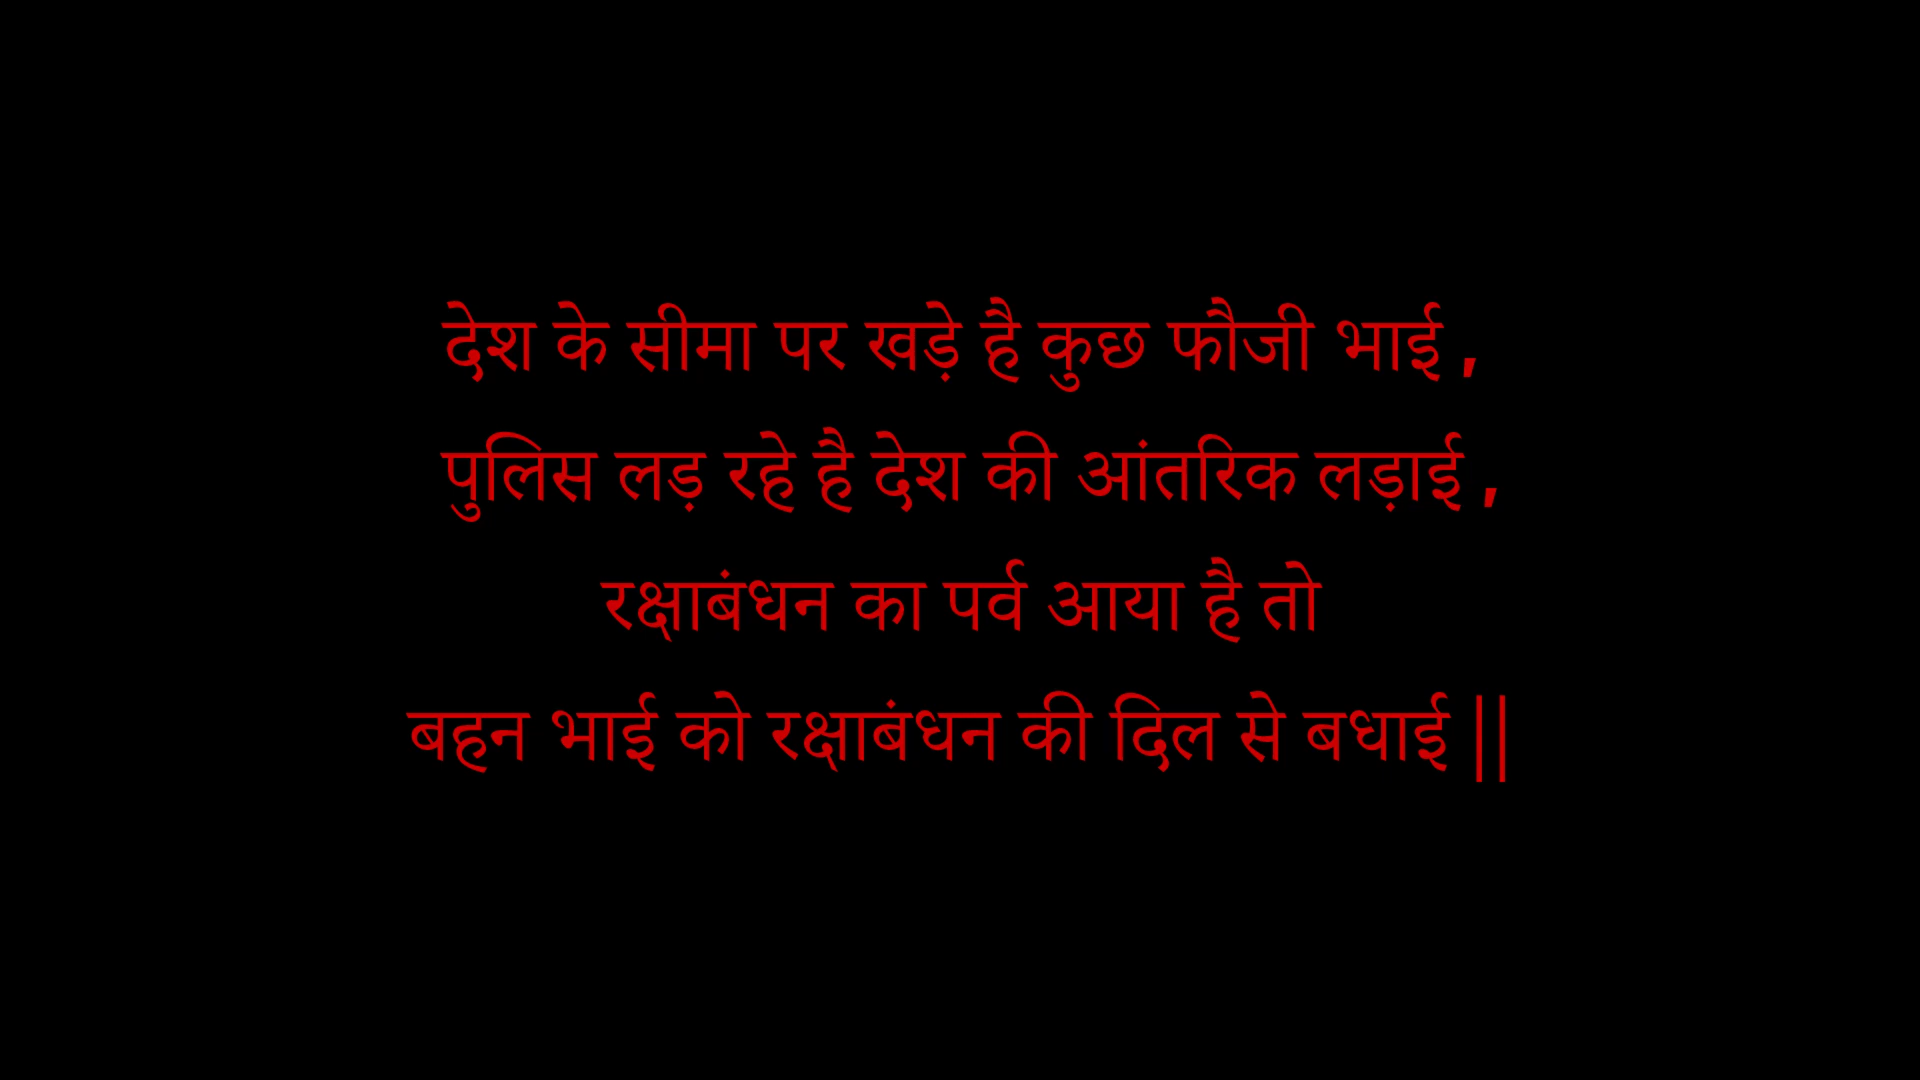 देश के सीमा पर खड़े है कुछ फौजी भाई ,
पुलिस लड़ रहे है देश की आंतरिक लड़ाई ,
रक्षाबंधन का पर्व आया है तो
बहन भाई को रक्षाबंधन की दिल से बधाई ||